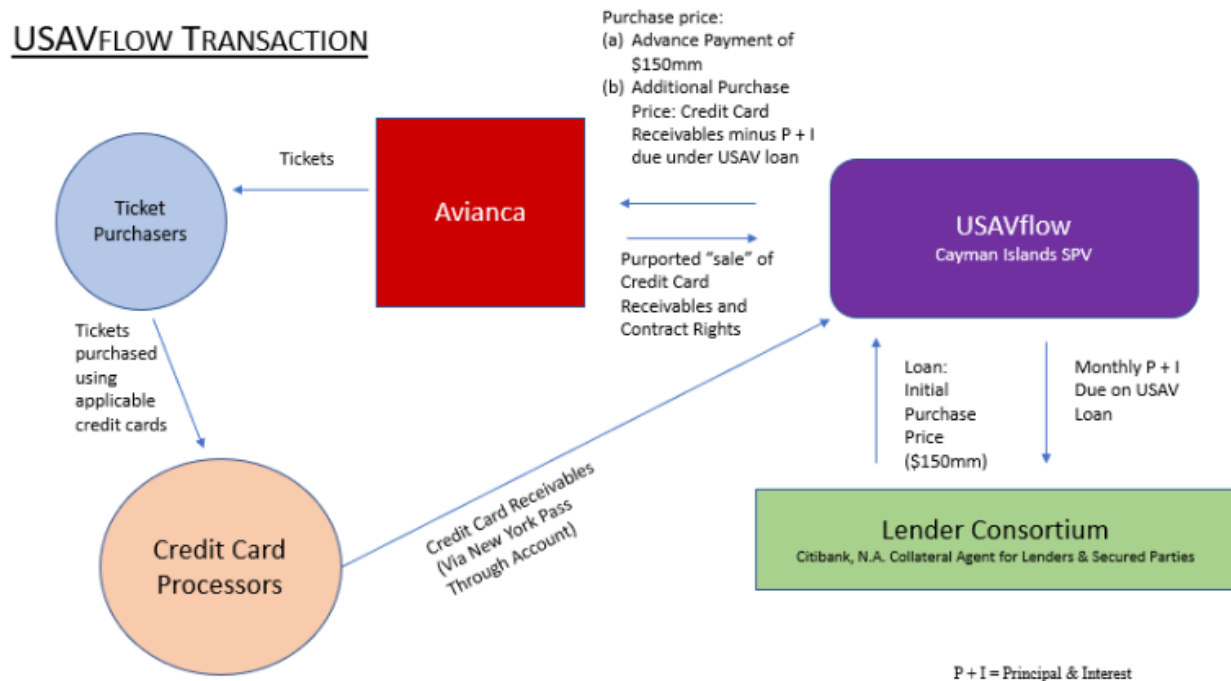 USAVFLOW TRANSACTION
Purchase price:
(a) Advance Payment of
$150mm
(b) Additional Purchase
Price: Credit Card
Receivables minus P + I
due under USAV loan
Tickets
Ticket
Purchasers
Avianca
USAVflow
Cayman Islands SPV
Purported “sale” of
Credit Card
Receivables and
Contract Rights
Tickets
purchased
using
applicable
credit cards
Loan:
Initial
Purchase
Price
($150mm)
Monthly P + I
Due on USAV
Loan
Credit Card
Processors
Credit Card Receivables
(Via New York Pass
Through Account)
Lender Consortium
Citibank, N.A. Collateral Agent for Lenders & Secured Parties
P + I = Principal & Interest